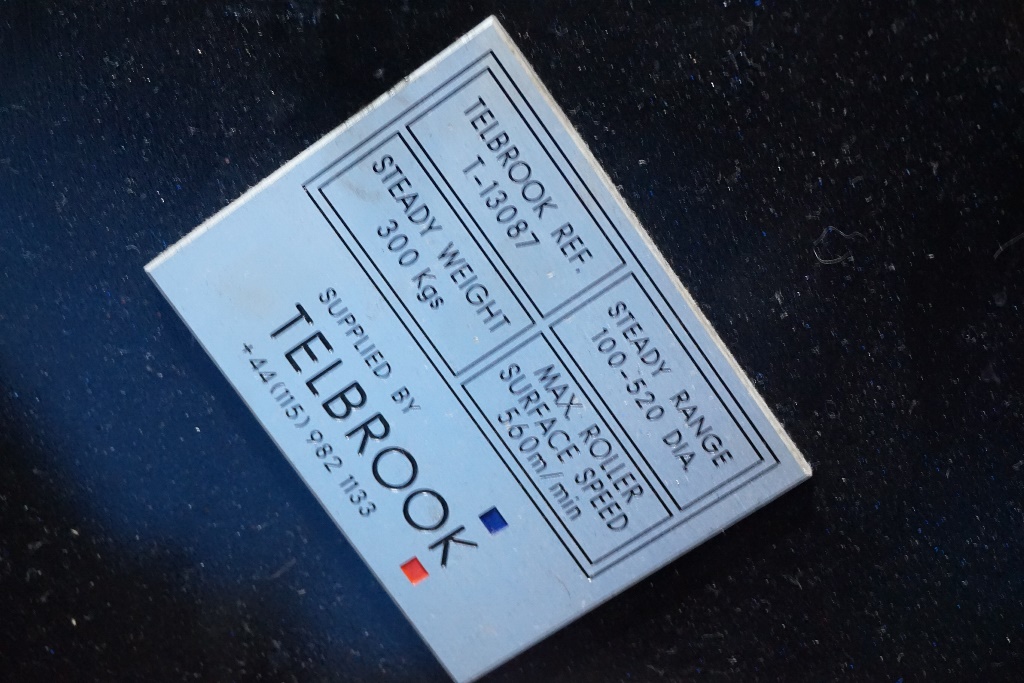 TELBROOK REF.
T-13087
STEADY RANGE
100-520 DIA.
STEADY WEIGHT
300 Kgs
MAX. ROLLER
SURFACE SPEED
560m/min
SUPPLIED BY
TELBROOK
+44(115) 982 1133